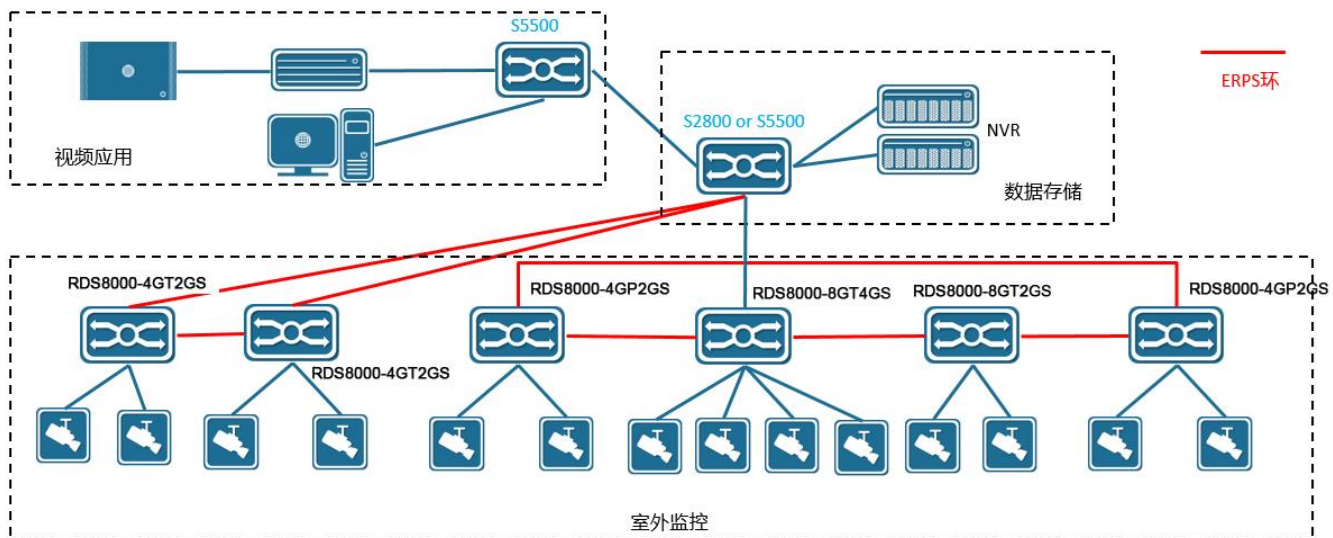 S5500
视频应用
S2800 or S5500
NVR
数据存储
ERPS环
RDS8000-4GT2GS
RDS8000-4GT2GS
RDS8000-4GP2GS
RDS8000-8GT4GS
RDS8000-8GT2GS
RDS8000-4GP2GS
室外监控